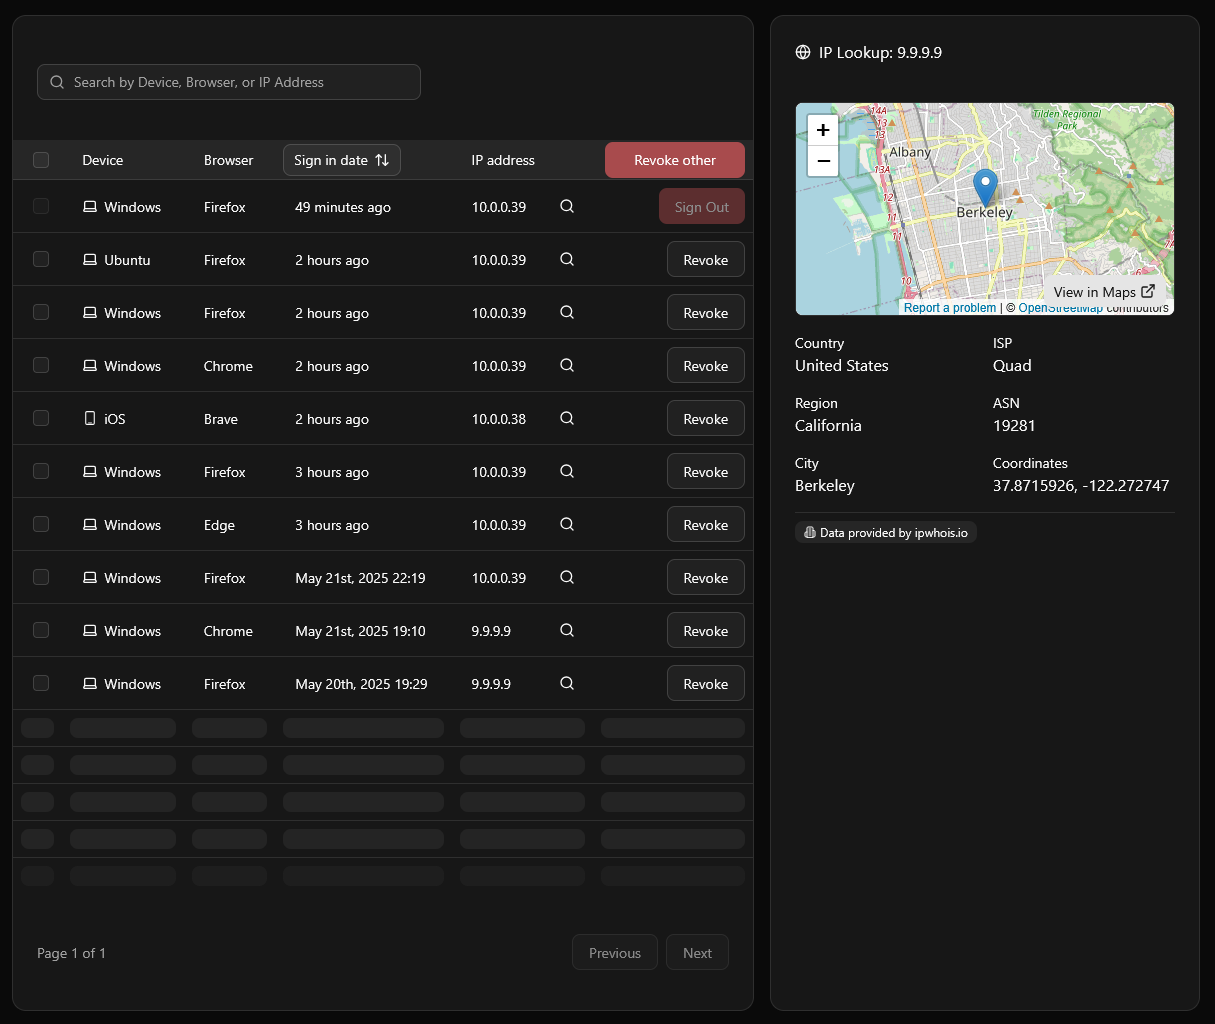 Search by Device, Browser, or IP Address
Device Browser Sign in date IP address Revoke other
Windows Firefox 49 minutes ago 10.0.0.39 Sign Out
Ubuntu Firefox 2 hours ago 10.0.0.39 Revoke
Windows Firefox 2 hours ago 10.0.0.39 Revoke
Windows Chrome 2 hours ago 10.0.0.39 Revoke
iOS Brave 2 hours ago 10.0.0.38 Revoke
Windows Firefox 3 hours ago 10.0.0.39 Revoke
Windows Edge 3 hours ago 10.0.0.39 Revoke
Windows Firefox May 21st, 2025 22:19 10.0.0.39 Revoke
Windows Chrome May 21st, 2025 19:10 9.9.9.9 Revoke
Windows Firefox May 20th, 2025 19:29 9.9.9.9 Revoke
Page 1 of 1 Previous Next
IP Lookup: 9.9.9.9
14A
13
13
Tilden Regional
Park
+
−
Albany
13A
12
11
11
10
Berkeley
7A
6
View in Maps
Report a problem | © OpenStreetMap contributors
Country ISP
United States Quad
Region ASN
California 19281
City Coordinates
Berkeley 37.8715926, -122.272747
Data provided by ipwhois.io